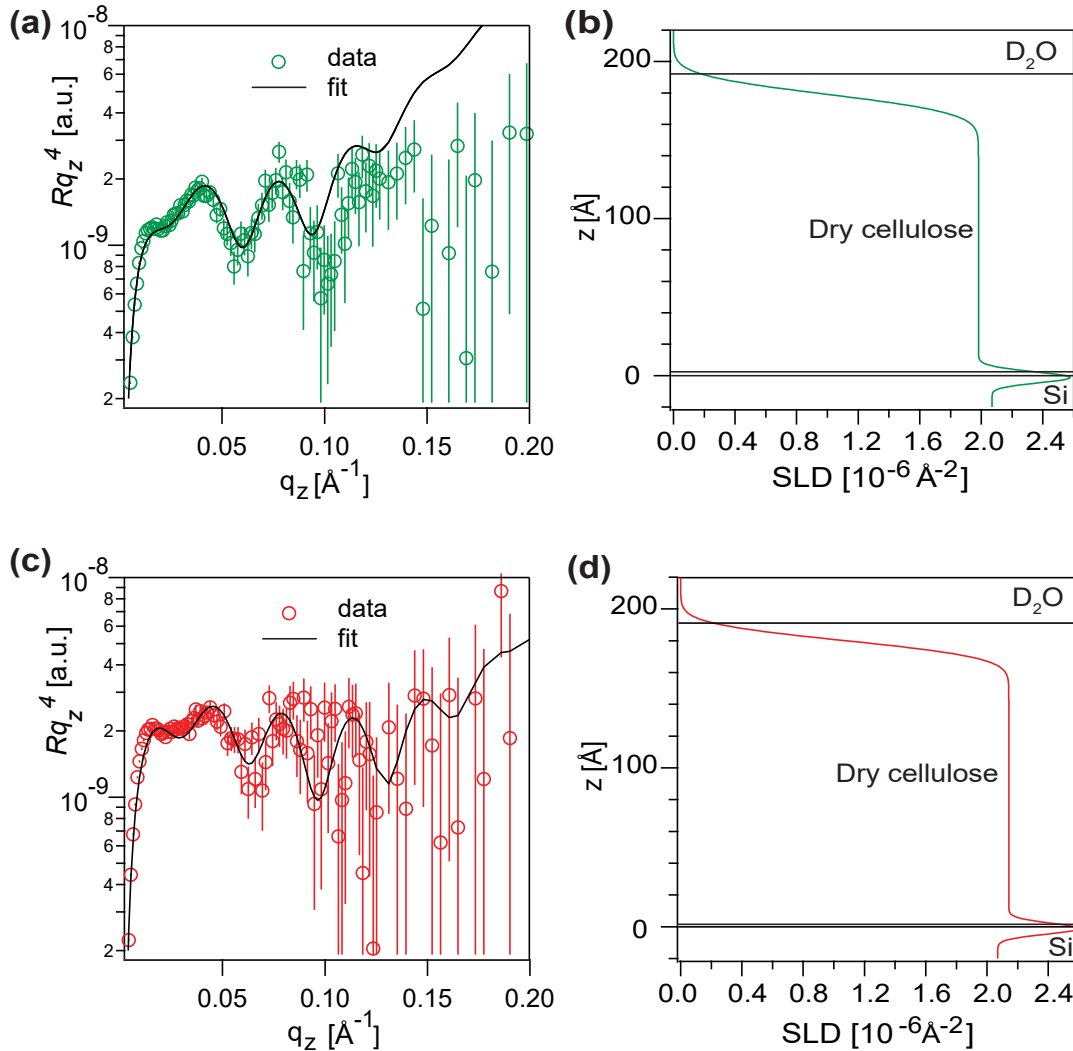 (a)
10⁻⁸
8
6
4
2
10⁻⁹
8
6
4
2
Rq_z⁴ [a.u.]
data
fit
0.05
0.10
0.15
0.20
q_z [Å⁻¹]
(b)
200
100
0
z [Å]
D₂O
Dry cellulose
Si
0.0
0.4
0.8
1.2
1.6
2.0
2.4
SLD [10⁻⁶ Å⁻²]
(c)
10⁻⁸
8
6
4
2
10⁻⁹
8
6
4
2
Rq_z⁴ [a.u.]
data
fit
0.05
0.10
0.15
0.20
q_z [Å⁻¹]
(d)
200
100
0
z [Å]
D₂O
Dry cellulose
Si
0.0
0.4
0.8
1.2
1.6
2.0
2.4
SLD [10⁻⁶Å⁻²]